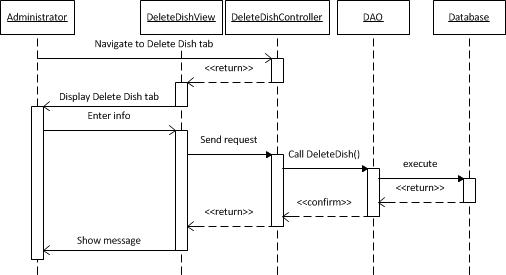 Administrator
DeleteDishView
DeleteDishController
DAO
Database
Navigate to Delete Dish tab
<<return>>
Display Delete Dish tab
Enter info
Send request
Call DeleteDish()
execute
<<return>>
<<confirm>>
<<return>>
Show message